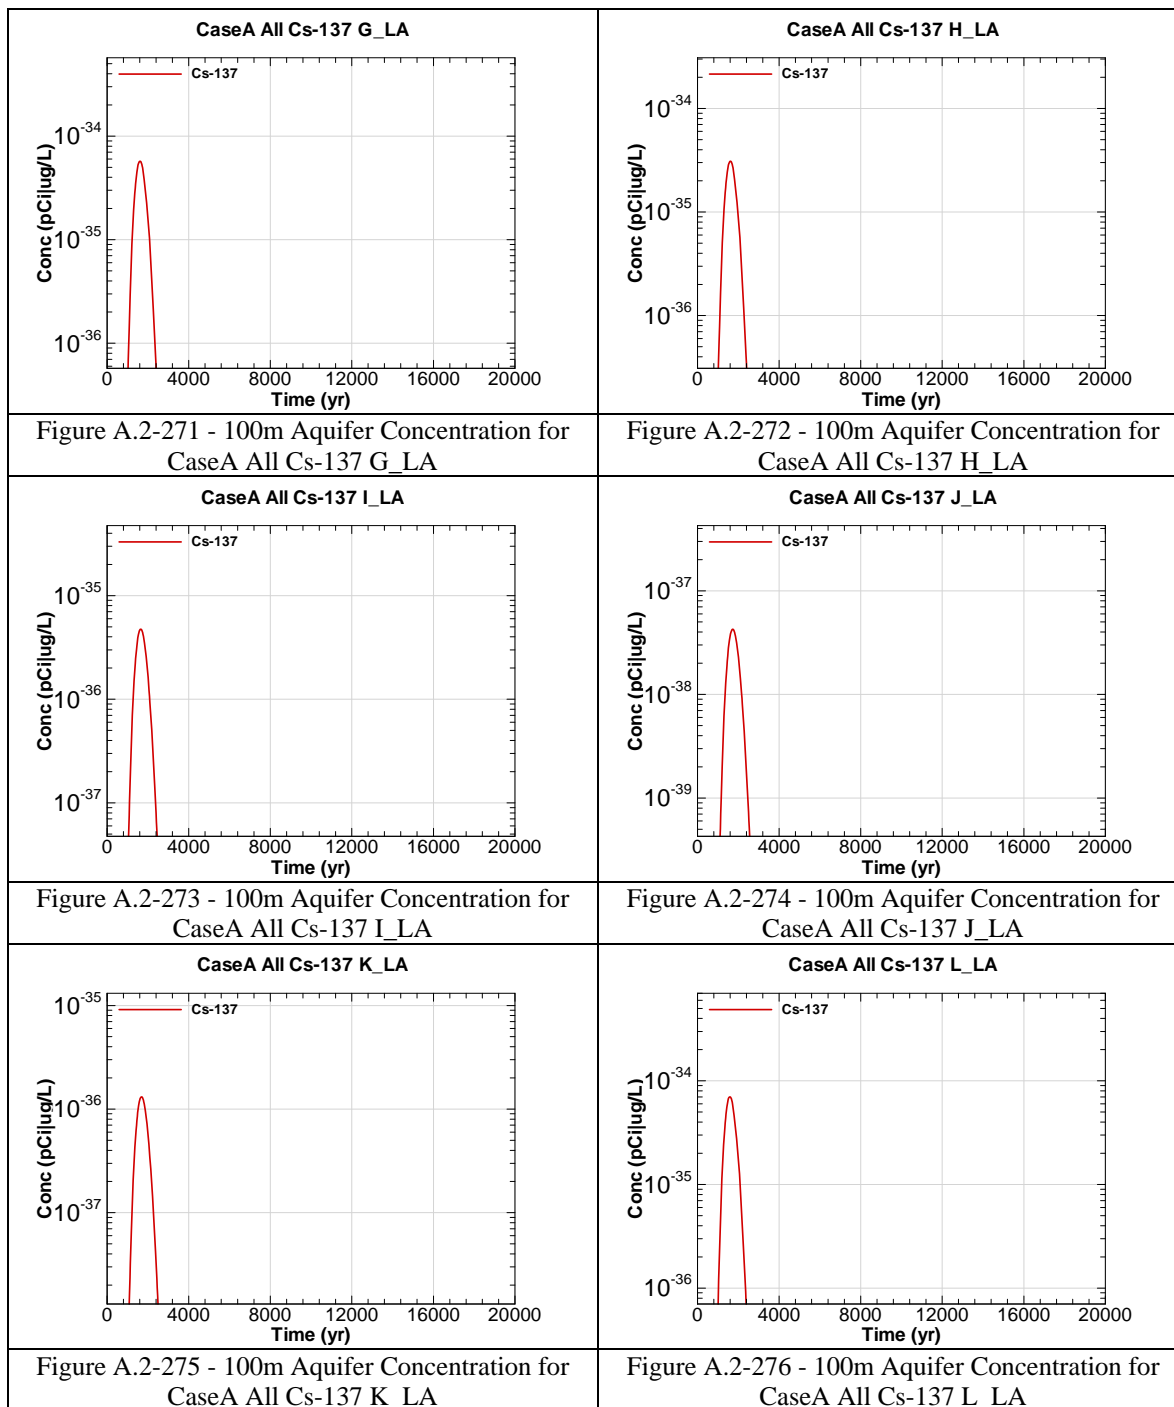 CaseA All Cs-137 G_LA
Cs-137
10-34
10-35
10-36
Conc (pCi|ug/L)
0 4000 8000 12000 16000 20000
Time (yr)
Figure A.2-271 - 100m Aquifer Concentration for
CaseA All Cs-137 G_LA
CaseA All Cs-137 H_LA
Cs-137
10-34
10-35
10-36
Conc (pCi|ug/L)
0 4000 8000 12000 16000 20000
Time (yr)
Figure A.2-272 - 100m Aquifer Concentration for
CaseA All Cs-137 H_LA
CaseA All Cs-137 I_LA
Cs-137
10-35
10-36
10-37
Conc (pCi|ug/L)
0 4000 8000 12000 16000 20000
Time (yr)
Figure A.2-273 - 100m Aquifer Concentration for
CaseA All Cs-137 I_LA
CaseA All Cs-137 J_LA
Cs-137
10-37
10-38
10-39
Conc (pCi|ug/L)
0 4000 8000 12000 16000 20000
Time (yr)
Figure A.2-274 - 100m Aquifer Concentration for
CaseA All Cs-137 J_LA
CaseA All Cs-137 K_LA
Cs-137
10-35
10-36
10-37
Conc (pCi|ug/L)
0 4000 8000 12000 16000 20000
Time (yr)
Figure A.2-275 - 100m Aquifer Concentration for
CaseA All Cs-137 K_LA
CaseA All Cs-137 L_LA
Cs-137
10-34
10-35
10-36
Conc (pCi|ug/L)
0 4000 8000 12000 16000 20000
Time (yr)
Figure A.2-276 - 100m Aquifer Concentration for
CaseA All Cs-137 L_LA